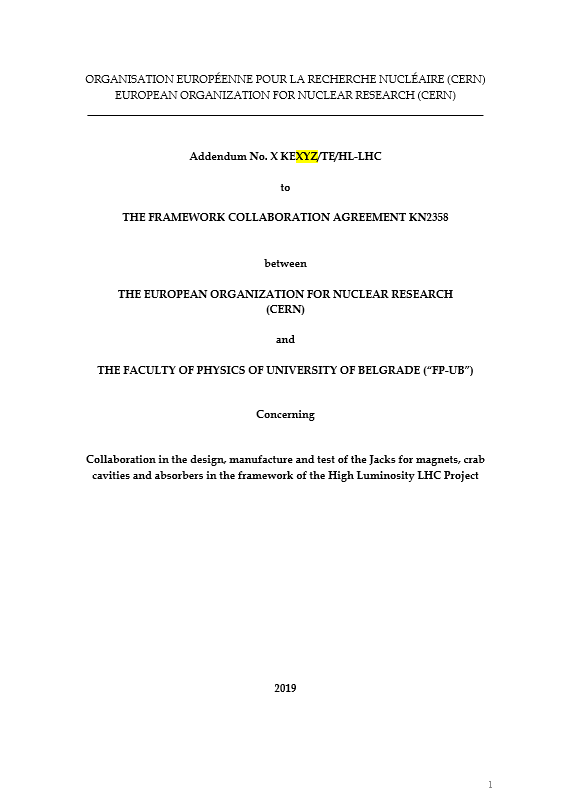 ORGANISATION EUROPÉENNE POUR LA RECHERCHE NUCLÉAIRE (CERN)
EUROPEAN ORGANIZATION FOR NUCLEAR RESEARCH (CERN)
Addendum No. X KEXYZ/TE/HL-LHC
to
THE FRAMEWORK COLLABORATION AGREEMENT KN2358
between
THE EUROPEAN ORGANIZATION FOR NUCLEAR RESEARCH
(CERN)
and
THE FACULTY OF PHYSICS OF UNIVERSITY OF BELGRADE (“FP-UB”)
Concerning
Collaboration in the design, manufacture and test of the Jacks for magnets, crab
cavities and absorbers in the framework of the High Luminosity LHC Project
2019
1